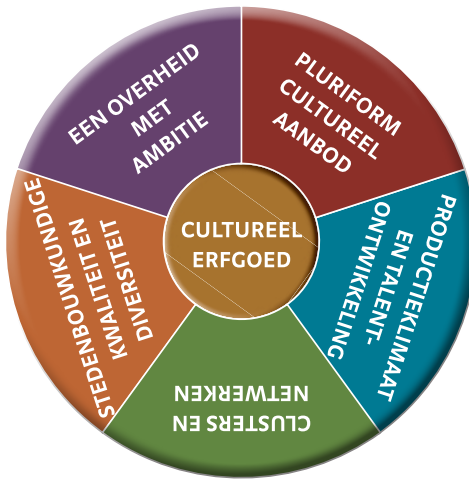 EEN OVERHEID
MET
AMBITIE
PLURIFORM
CULTUREEL
AANBOD
PRODUCTIEKLIMAAT
EN TALENT-
ONTWIKKELING
CLUSTERS EN
NETWERKEN
STEDENBOUWKUNDIGE
KWALITEIT EN
DIVERSITEIT
CULTUREEL
ERFGOED